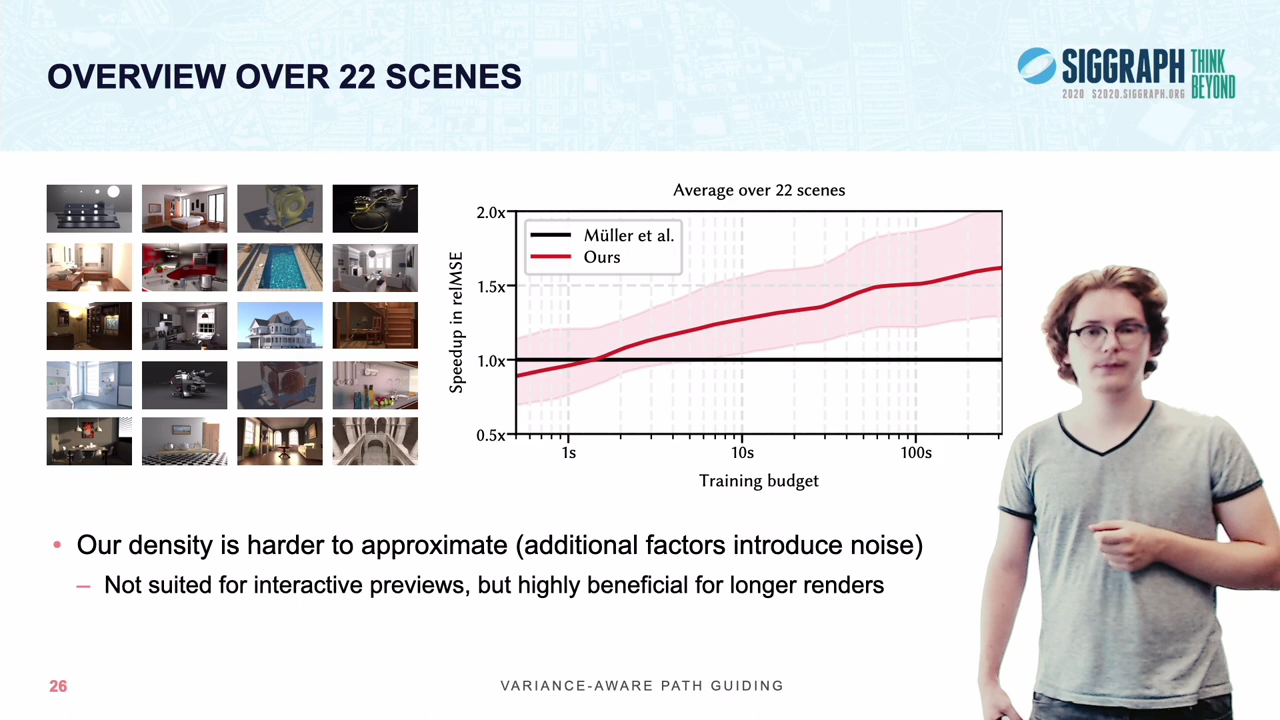 OVERVIEW OVER 22 SCENES
SIGGRAPH
THINK
BEYOND
2020 S2020.SIGGRAPH.ORG
Average over 22 scenes
2.0x
1.5x
1.0x
0.5x
Speedup in relMSE
Müller et al.
Ours
1s
10s
100s
Training budget
• Our density is harder to approximate (additional factors introduce noise)
– Not suited for interactive previews, but highly beneficial for longer renders
26
VARIANCE-AWARE PATH GUIDING